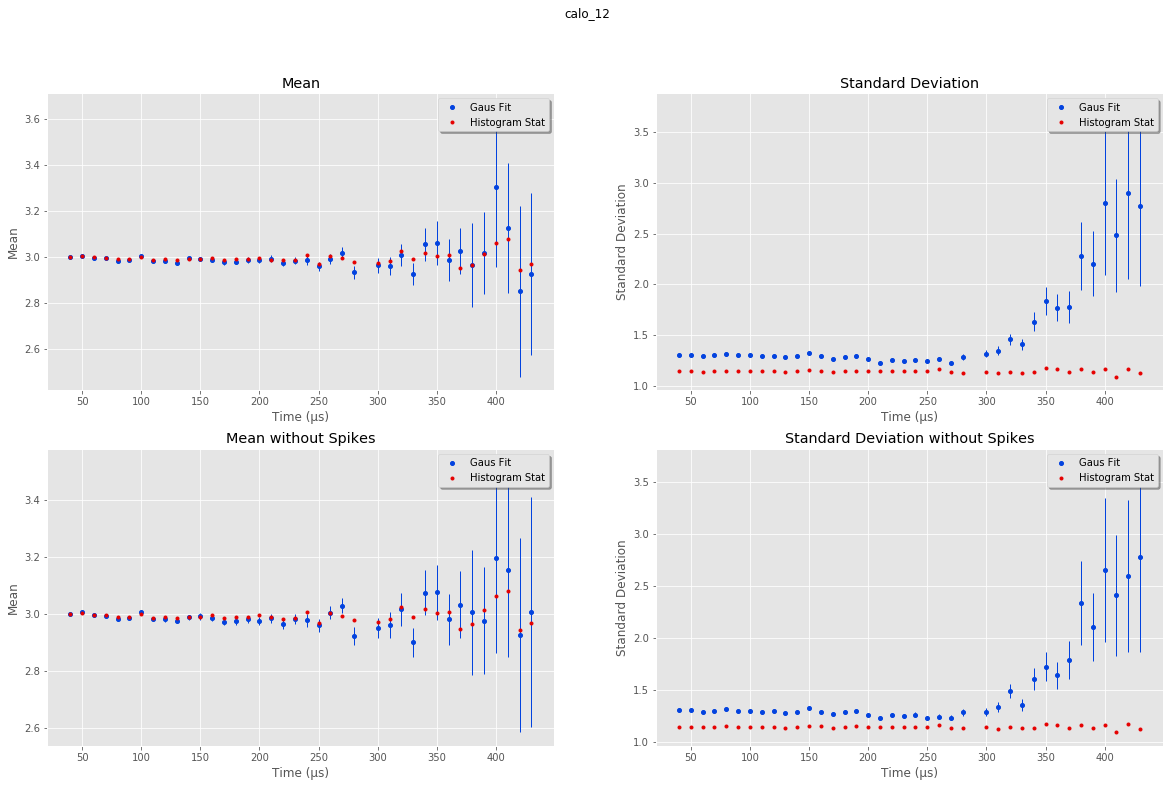 calo_12
Mean
Standard Deviation
Gaus Fit
Histogram Stat
Gaus Fit
Histogram Stat
Mean
3.6
3.4
3.2
3.0
2.8
2.6
Standard Deviation
3.5
3.0
2.5
2.0
1.5
1.0
50 100 150 200 250 300 350 400
50 100 150 200 250 300 350 400
Time (μs)
Time (μs)
Mean without Spikes
Standard Deviation without Spikes
Gaus Fit
Histogram Stat
Gaus Fit
Histogram Stat
Mean
3.4
3.2
3.0
2.8
2.6
Standard Deviation
3.5
3.0
2.5
2.0
1.5
1.0
50 100 150 200 250 300 350 400
50 100 150 200 250 300 350 400
Time (μs)
Time (μs)